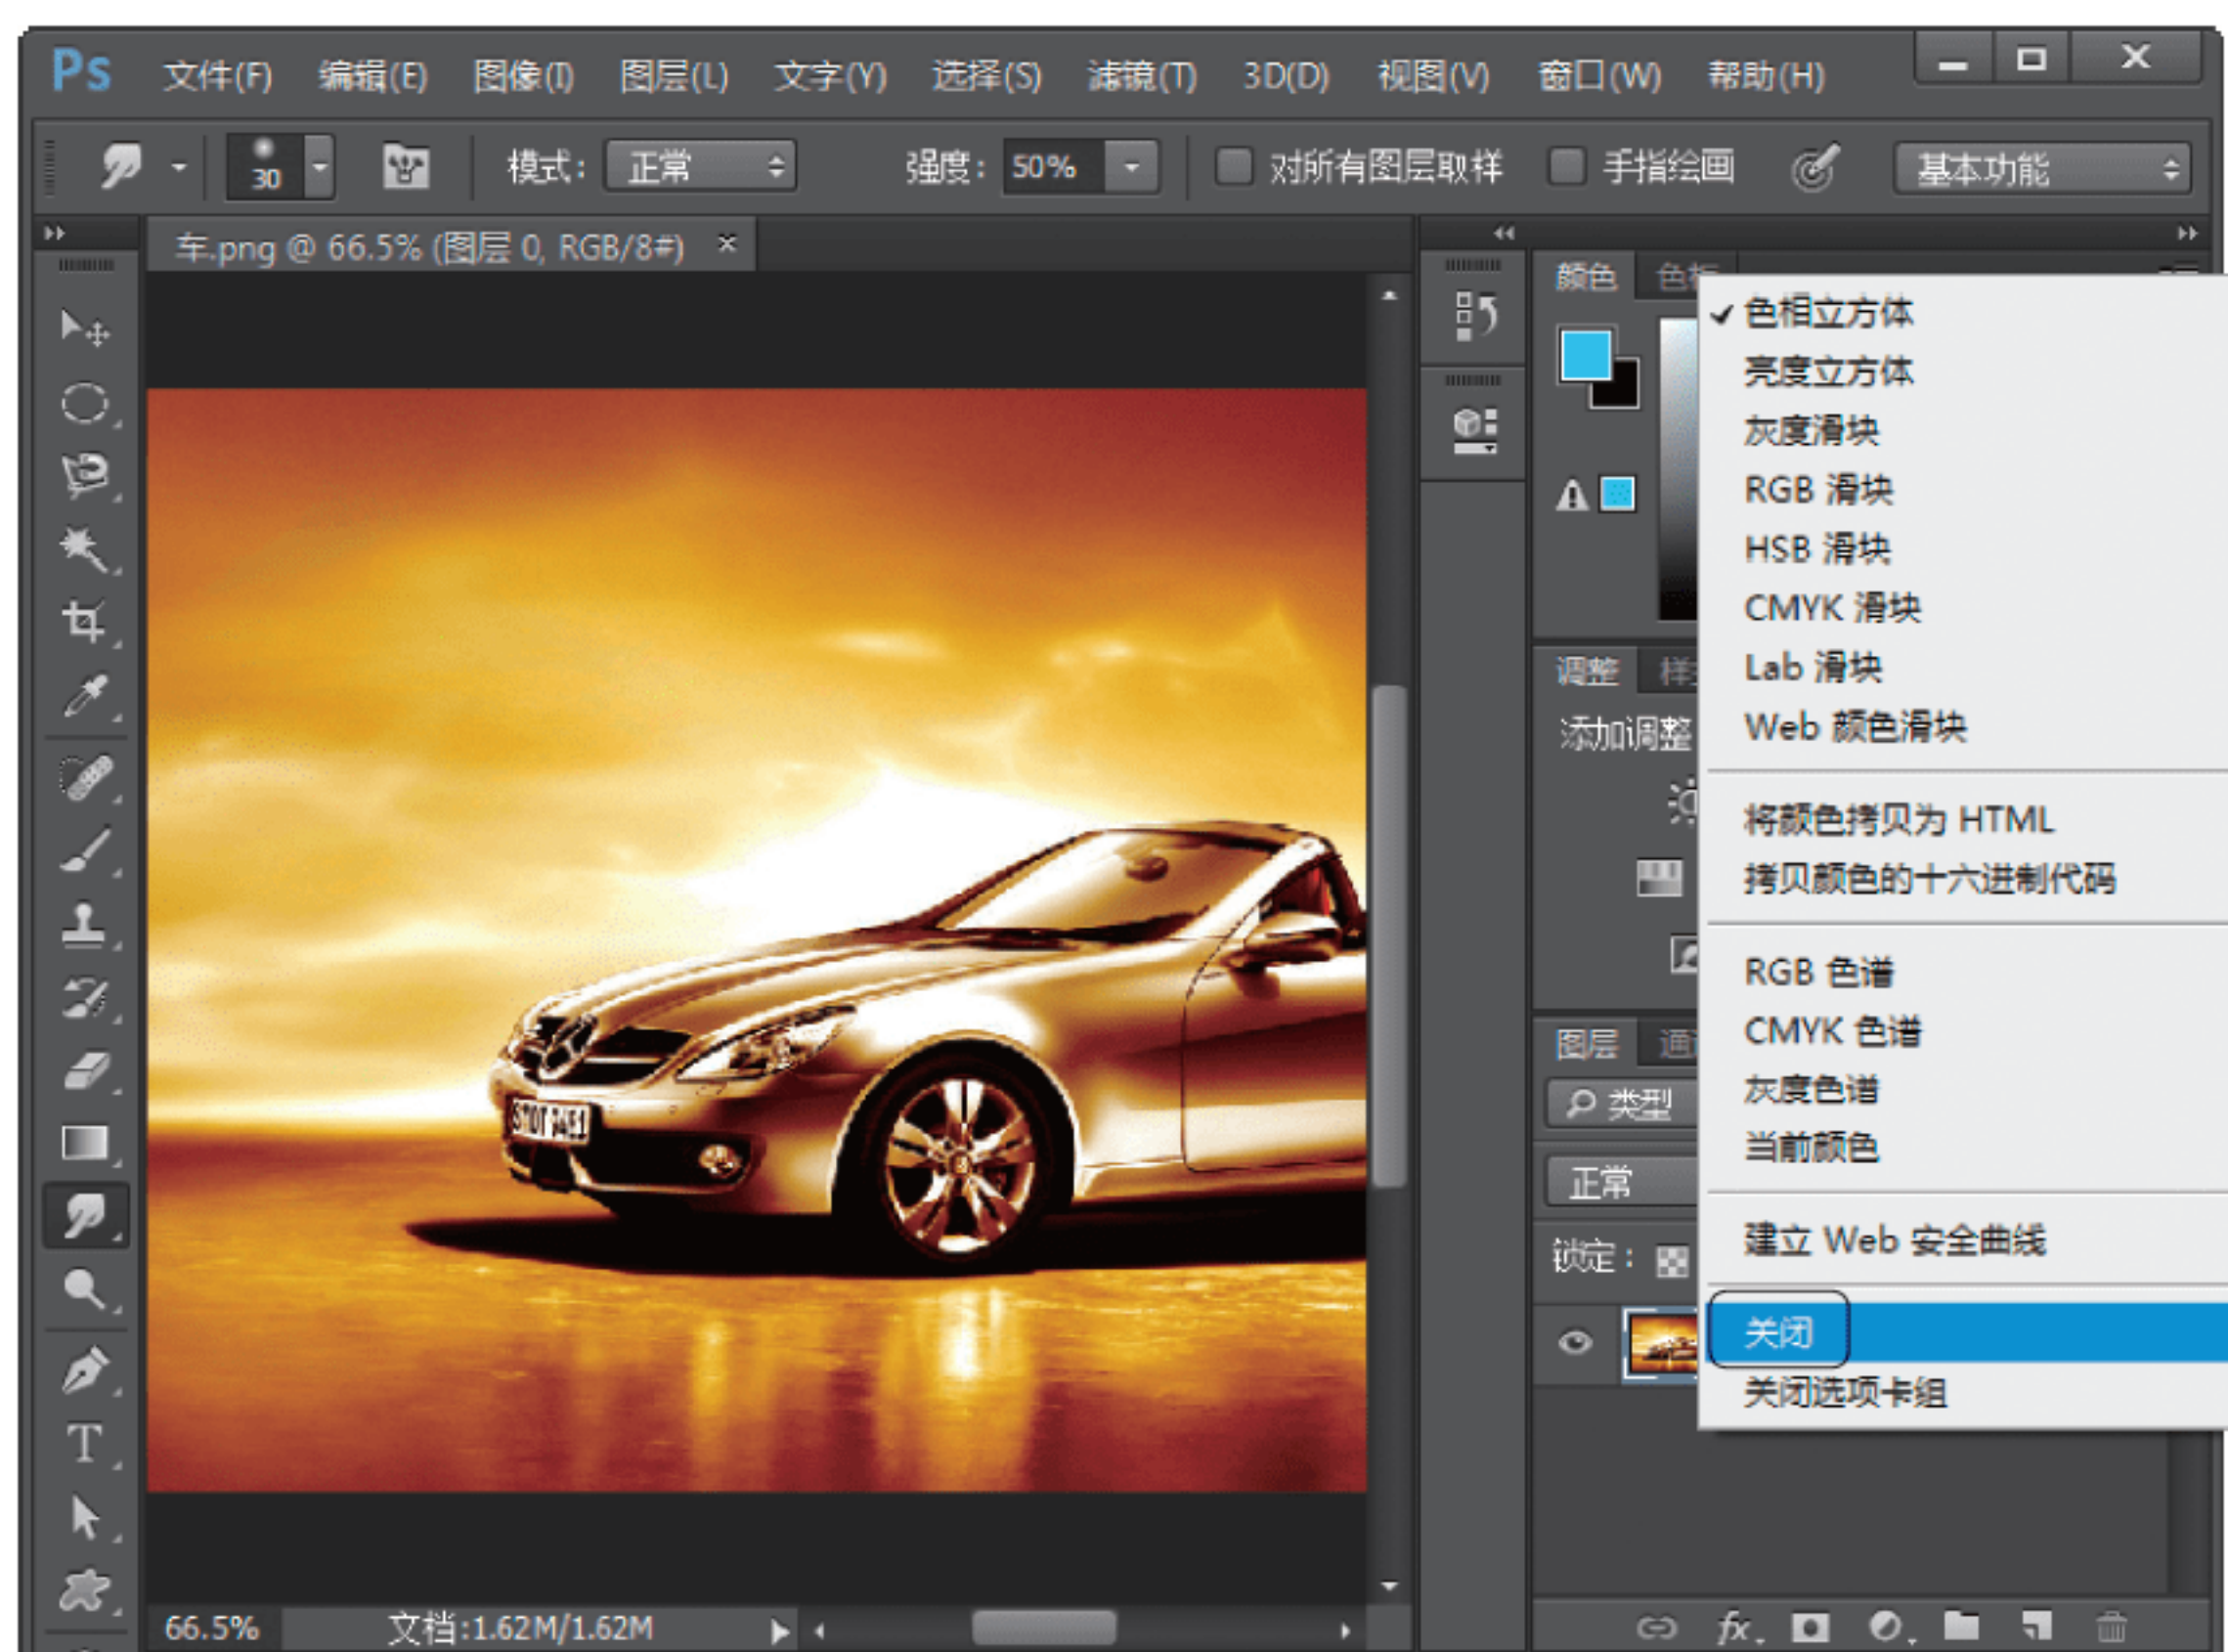 Ps 文件(F) 编辑(E) 图像(I) 图层(L) 文字(Y) 选择(S) 滤镜(T) 3D(D) 视图(V) 窗口(W) 帮助(H)
30 模式: 正常 强度: 50% 对所有图层取样 手指绘画 基本功能
车.png @ 66.5% (图层 0, RGB/8#)
颜色 色
色相立方体
亮度立方体
灰度滑块
RGB 滑块
HSB 滑块
CMYK 滑块
Lab 滑块
Web 颜色滑块
将颜色拷贝为 HTML
拷贝颜色的十六进制代码
RGB 色谱
CMYK 色谱
灰度色谱
当前颜色
建立 Web 安全曲线
关闭
关闭选项卡组
调整
添加调整
图层 通
类型
正常
锁定:
T
fx
66.5% 文档:1.62M/1.62M